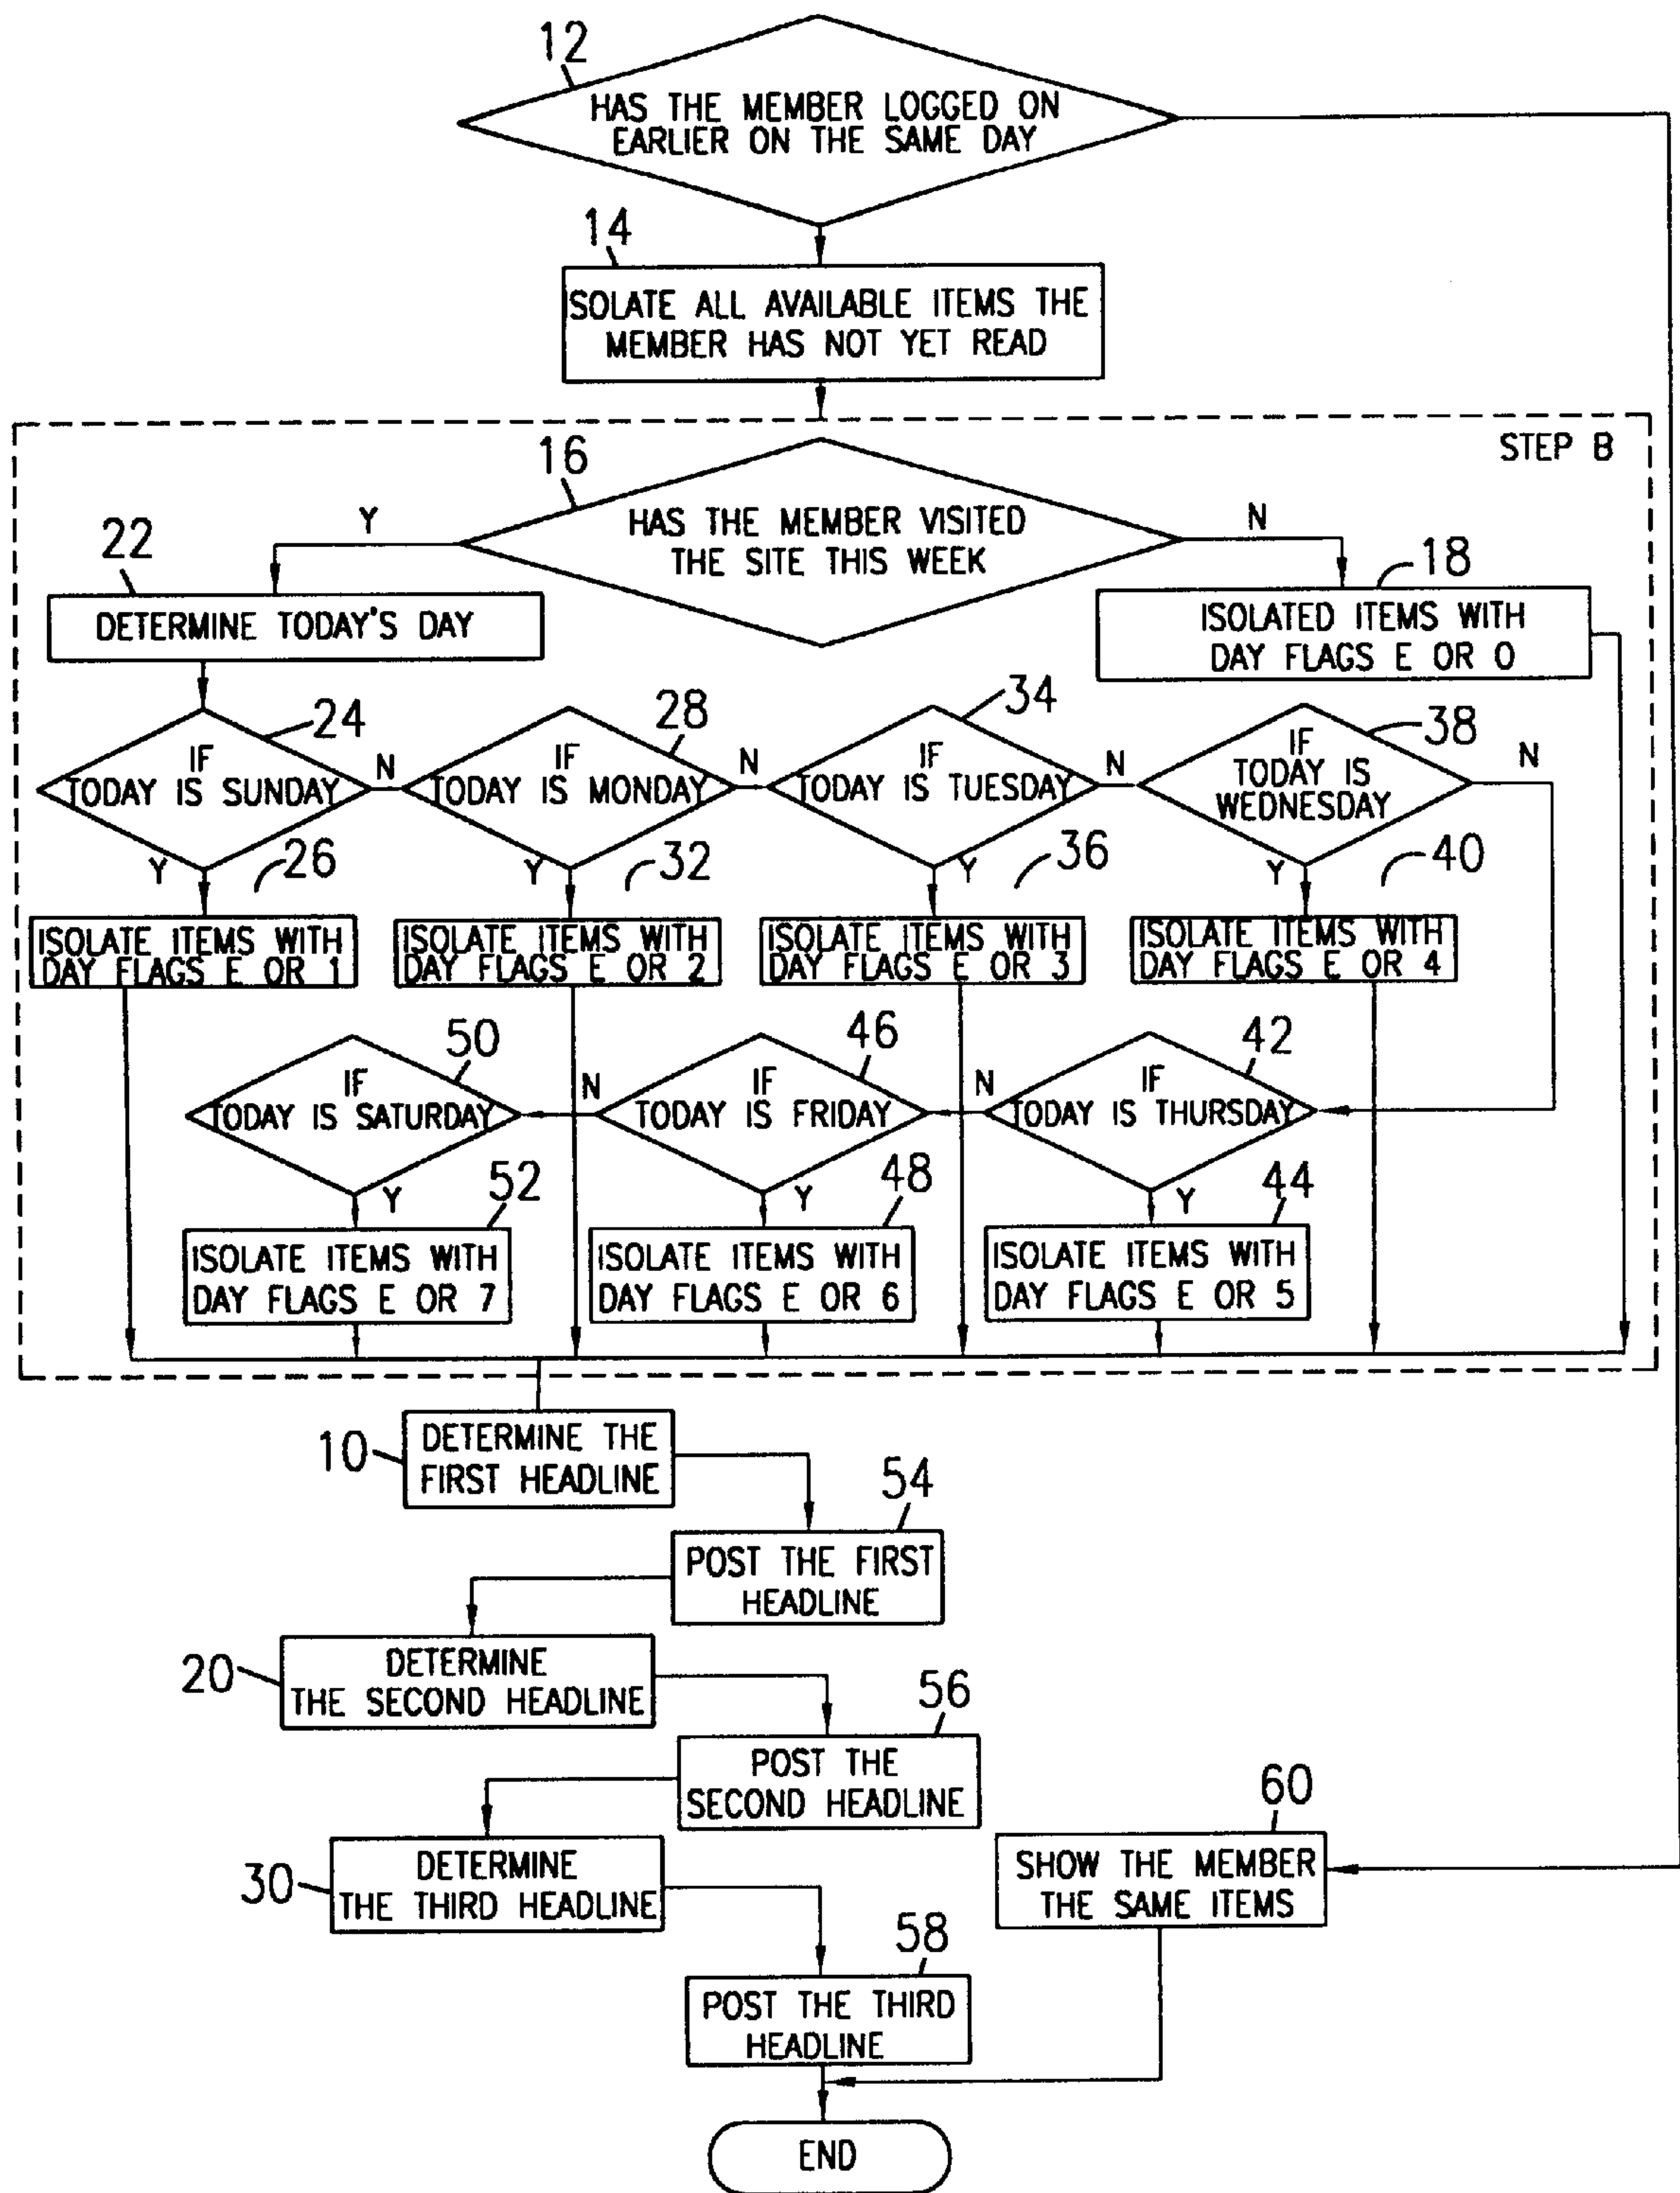 12
HAS THE MEMBER LOGGED ON
EARLIER ON THE SAME DAY
14
ISOLATE ALL AVAILABLE ITEMS THE
MEMBER HAS NOT YET READ
STEP B
16
HAS THE MEMBER VISITED
THE SITE THIS WEEK
Y
N
22
DETERMINE TODAY'S DAY
18
ISOLATED ITEMS WITH
DAY FLAGS E OR 0
24
IF
TODAY IS SUNDAY
N
28
IF
TODAY IS MONDAY
N
34
IF
TODAY IS TUESDAY
N
38
IF
TODAY IS
WEDNESDAY
N
Y
26
Y
32
Y
36
Y
40
ISOLATE ITEMS WITH
DAY FLAGS E OR 1
ISOLATE ITEMS WITH
DAY FLAGS E OR 2
ISOLATE ITEMS WITH
DAY FLAGS E OR 3
ISOLATE ITEMS WITH
DAY FLAGS E OR 4
50
IF
TODAY IS SATURDAY
N
46
IF
TODAY IS FRIDAY
N
42
IF
TODAY IS THURSDAY
Y
52
Y
48
Y
44
ISOLATE ITEMS WITH
DAY FLAGS E OR 7
ISOLATE ITEMS WITH
DAY FLAGS E OR 6
ISOLATE ITEMS WITH
DAY FLAGS E OR 5
10
DETERMINE THE
FIRST HEADLINE
54
POST THE FIRST
HEADLINE
20
DETERMINE
THE SECOND HEADLINE
56
POST THE
SECOND HEADLINE
30
DETERMINE
THE THIRD HEADLINE
60
SHOW THE MEMBER
THE SAME ITEMS
58
POST THE THIRD
HEADLINE
END